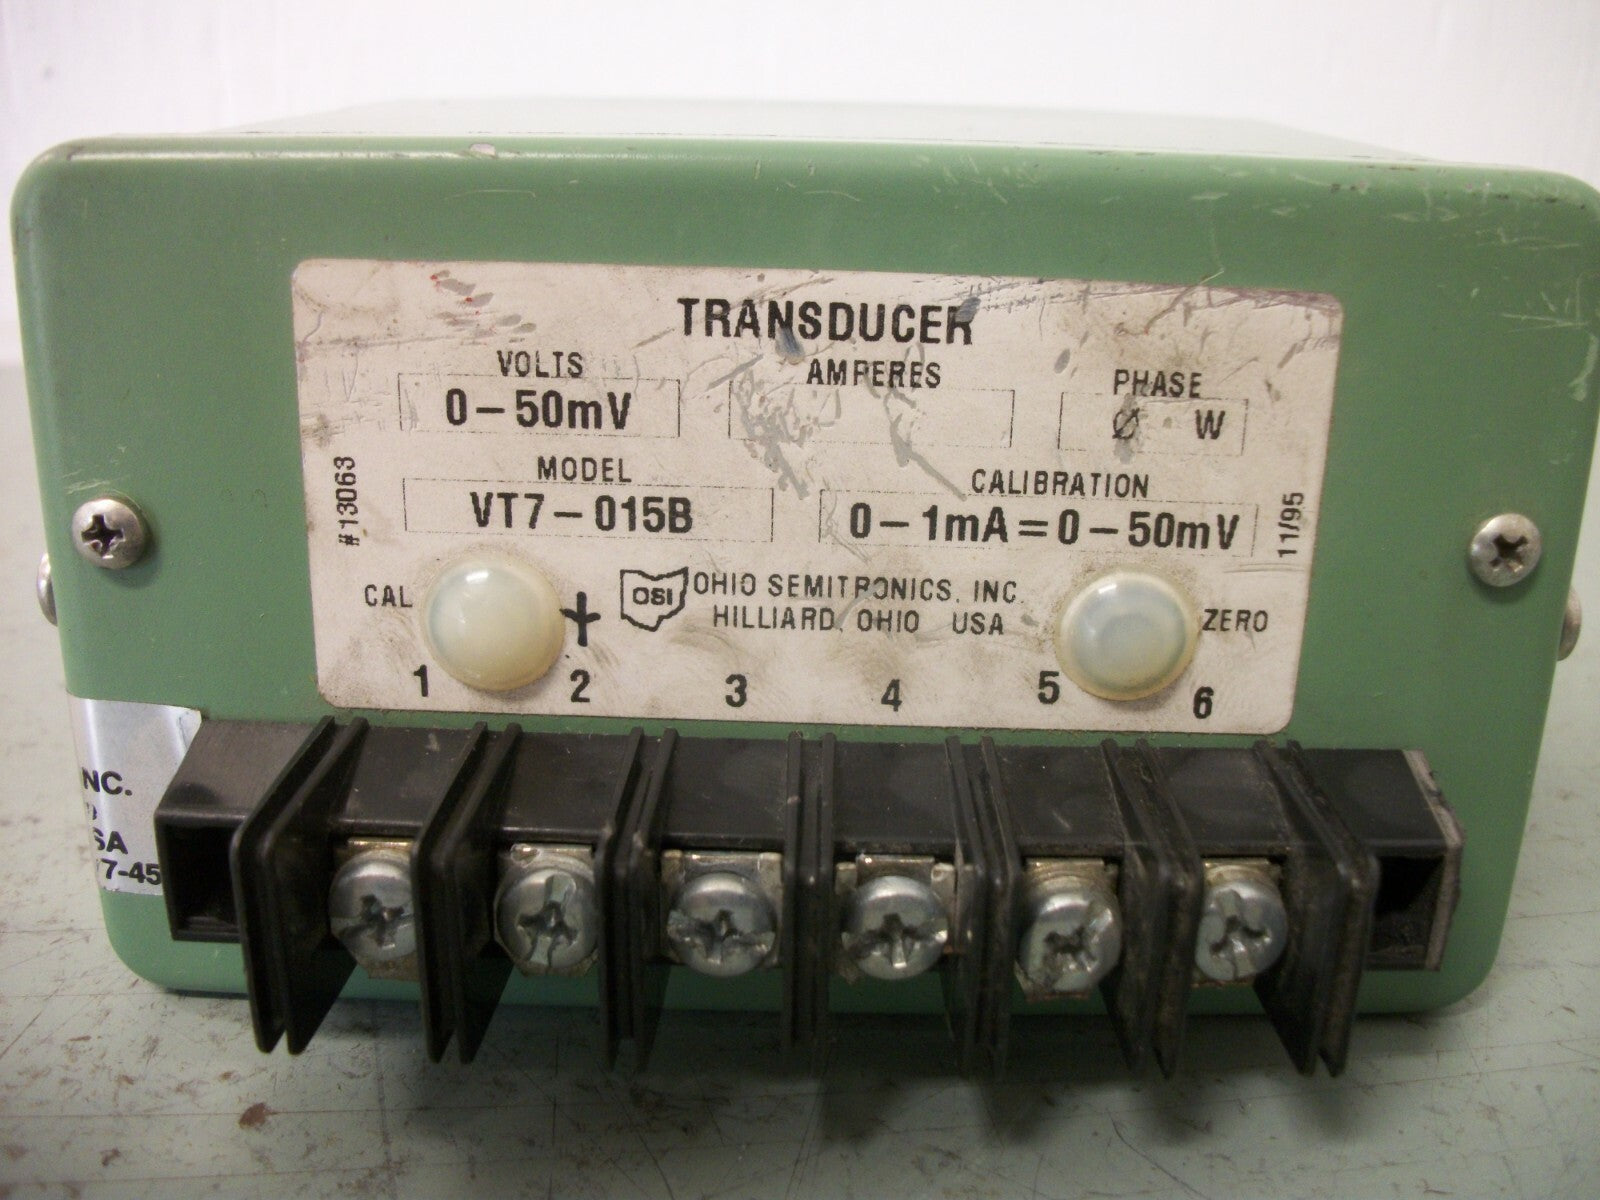 TRANSDUCER
VOLTS
0-50mV
AMPERES
PHASE
Ø W
MODEL
VT7-015B
CALIBRATION
0-1mA=0-50mV
#13063
11/95
CAL
+
OSI
OHIO SEMITRONICS, INC.
HILLIARD, OHIO USA
ZERO
1 2 3 4 5 6
NC.
SA
7-45